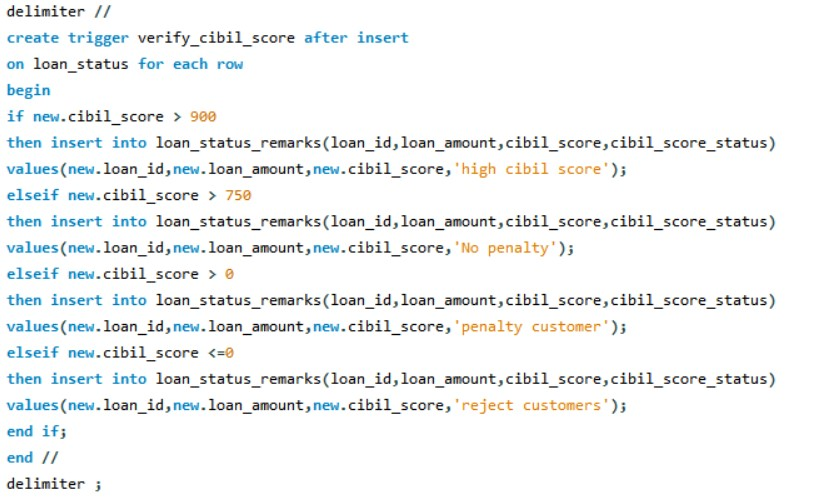 delimiter //
create trigger verify_cibil_score after insert
on loan_status for each row
begin
if new.cibil_score > 900
then insert into loan_status_remarks(loan_id,loan_amount,cibil_score,cibil_score_status)
values(new.loan_id,new.loan_amount,new.cibil_score,'high cibil score');
elseif new.cibil_score > 750
then insert into loan_status_remarks(loan_id,loan_amount,cibil_score,cibil_score_status)
values(new.loan_id,new.loan_amount,new.cibil_score,'No penalty');
elseif new.cibil_score > 0
then insert into loan_status_remarks(loan_id,loan_amount,cibil_score,cibil_score_status)
values(new.loan_id,new.loan_amount,new.cibil_score,'penalty customer');
elseif new.cibil_score <=0
then insert into loan_status_remarks(loan_id,loan_amount,cibil_score,cibil_score_status)
values(new.loan_id,new.loan_amount,new.cibil_score,'reject customers');
end if;
end //
delimiter ;